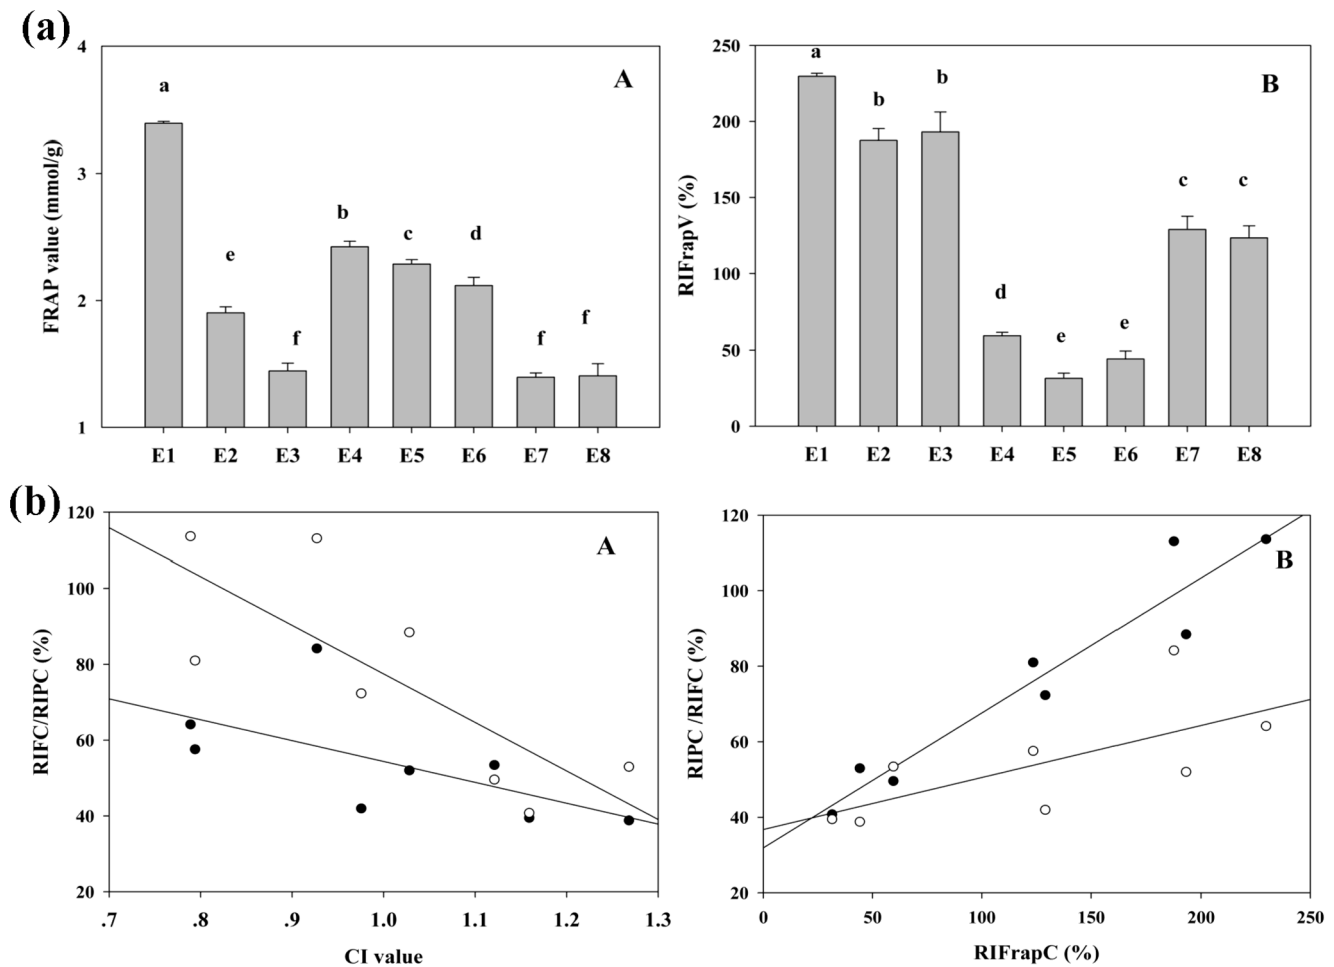 (a)
A
FRAP value (mmol/g)
4
3
2
1
a
e
f
b
c
d
f
f
E1 E2 E3 E4 E5 E6 E7 E8
B
RIFrapV (%)
250
200
150
100
50
0
a
b
b
d
e
e
c
c
E1 E2 E3 E4 E5 E6 E7 E8
(b)
A
RIFC/RIPC (%)
120
100
80
60
40
20
.7 .8 .9 1.0 1.1 1.2 1.3
CI value
B
RIPC /RIFC (%)
120
100
80
60
40
20
0 50 100 150 200 250
RIFrapC (%)